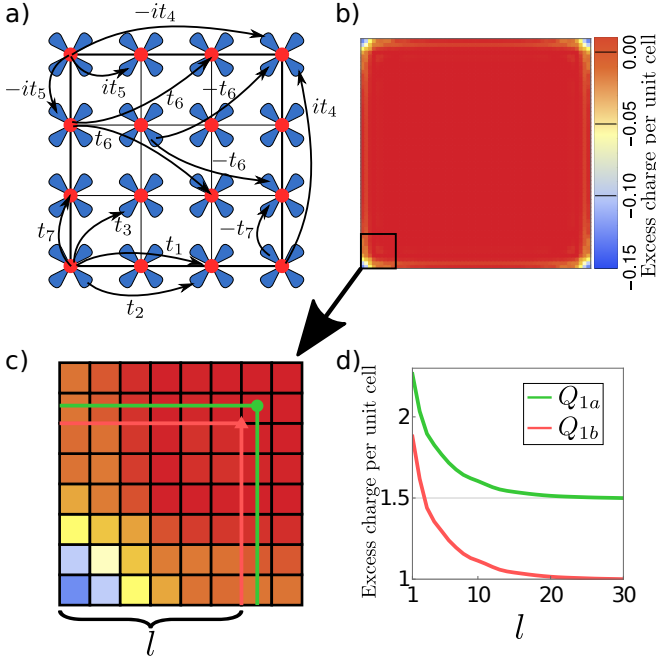 a)
-it₄
-it₅
it₅
t₆
-t₆
it₄
t₆
-t₆
t₇
t₃
t₁
-t₇
t₂
b)
0.00
-0.05
-0.10
-0.15
Excess charge per unit cell
c)
l
d)
Excess charge per unit cell
2
1.5
1
Q₁ₐ
Q₁b
1
10
20
30
l